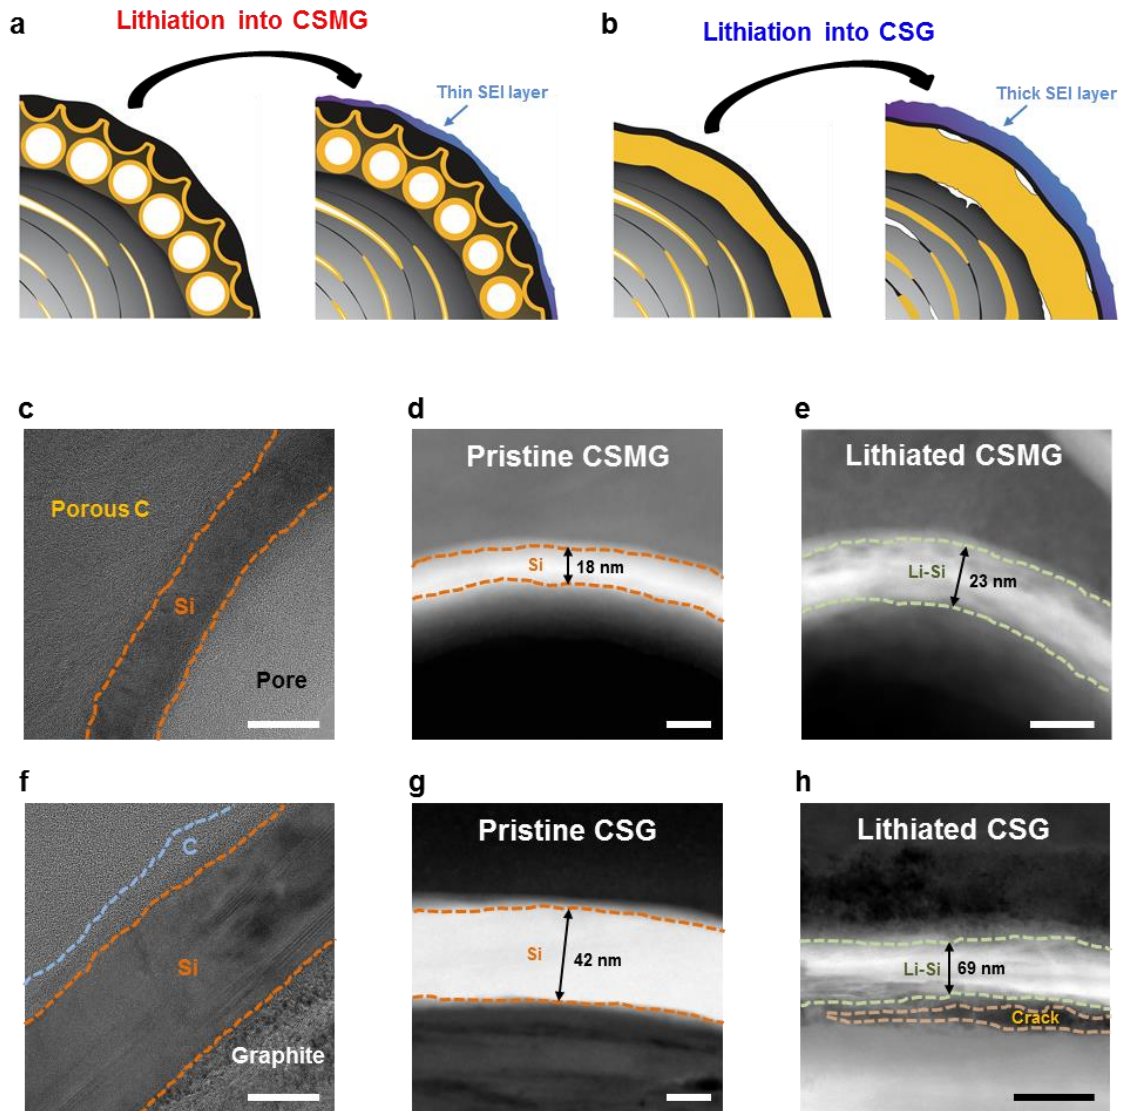 a
Lithiation into CSMG
b
Lithiation into CSG
Thin SEI layer
Thick SEI layer
c
d
e
Porous C
Si
Pore
Pristine CSMG
Si
18 nm
Lithiated CSMG
Li-Si
23 nm
f
g
h
C
Si
Graphite
Pristine CSG
Si
42 nm
Lithiated CSG
Li-Si
69 nm
Crack